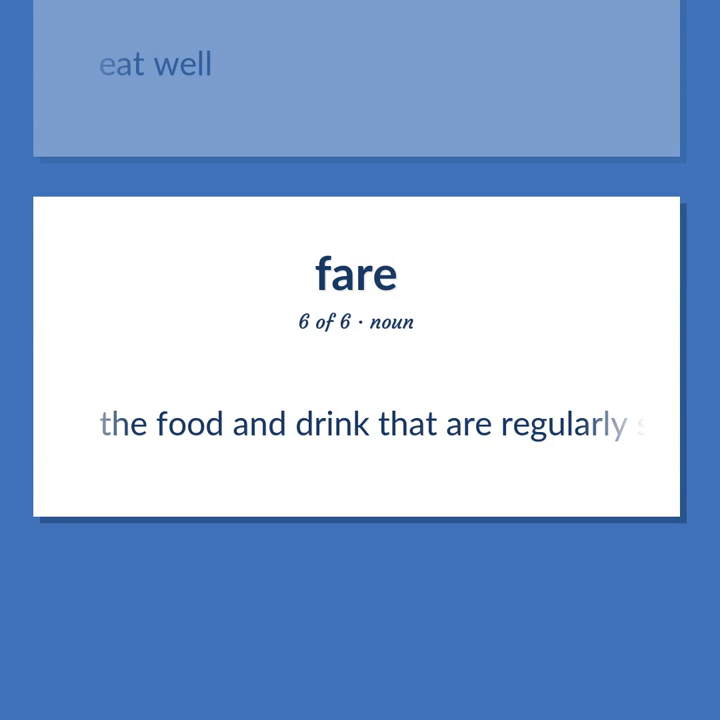 eat well
fare
6 of 6 · noun
the food and drink that are regularly